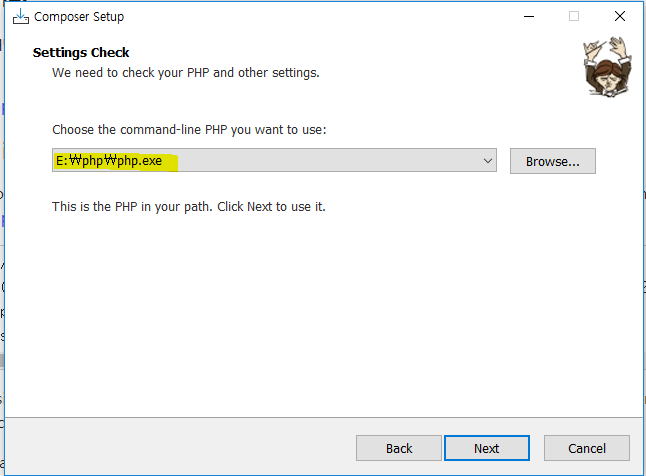 Composer Setup
Settings Check
We need to check your PHP and other settings.
Choose the command-line PHP you want to use:
E:₩php₩php.exe
Browse...
This is the PHP in your path. Click Next to use it.
Back
Next
Cancel